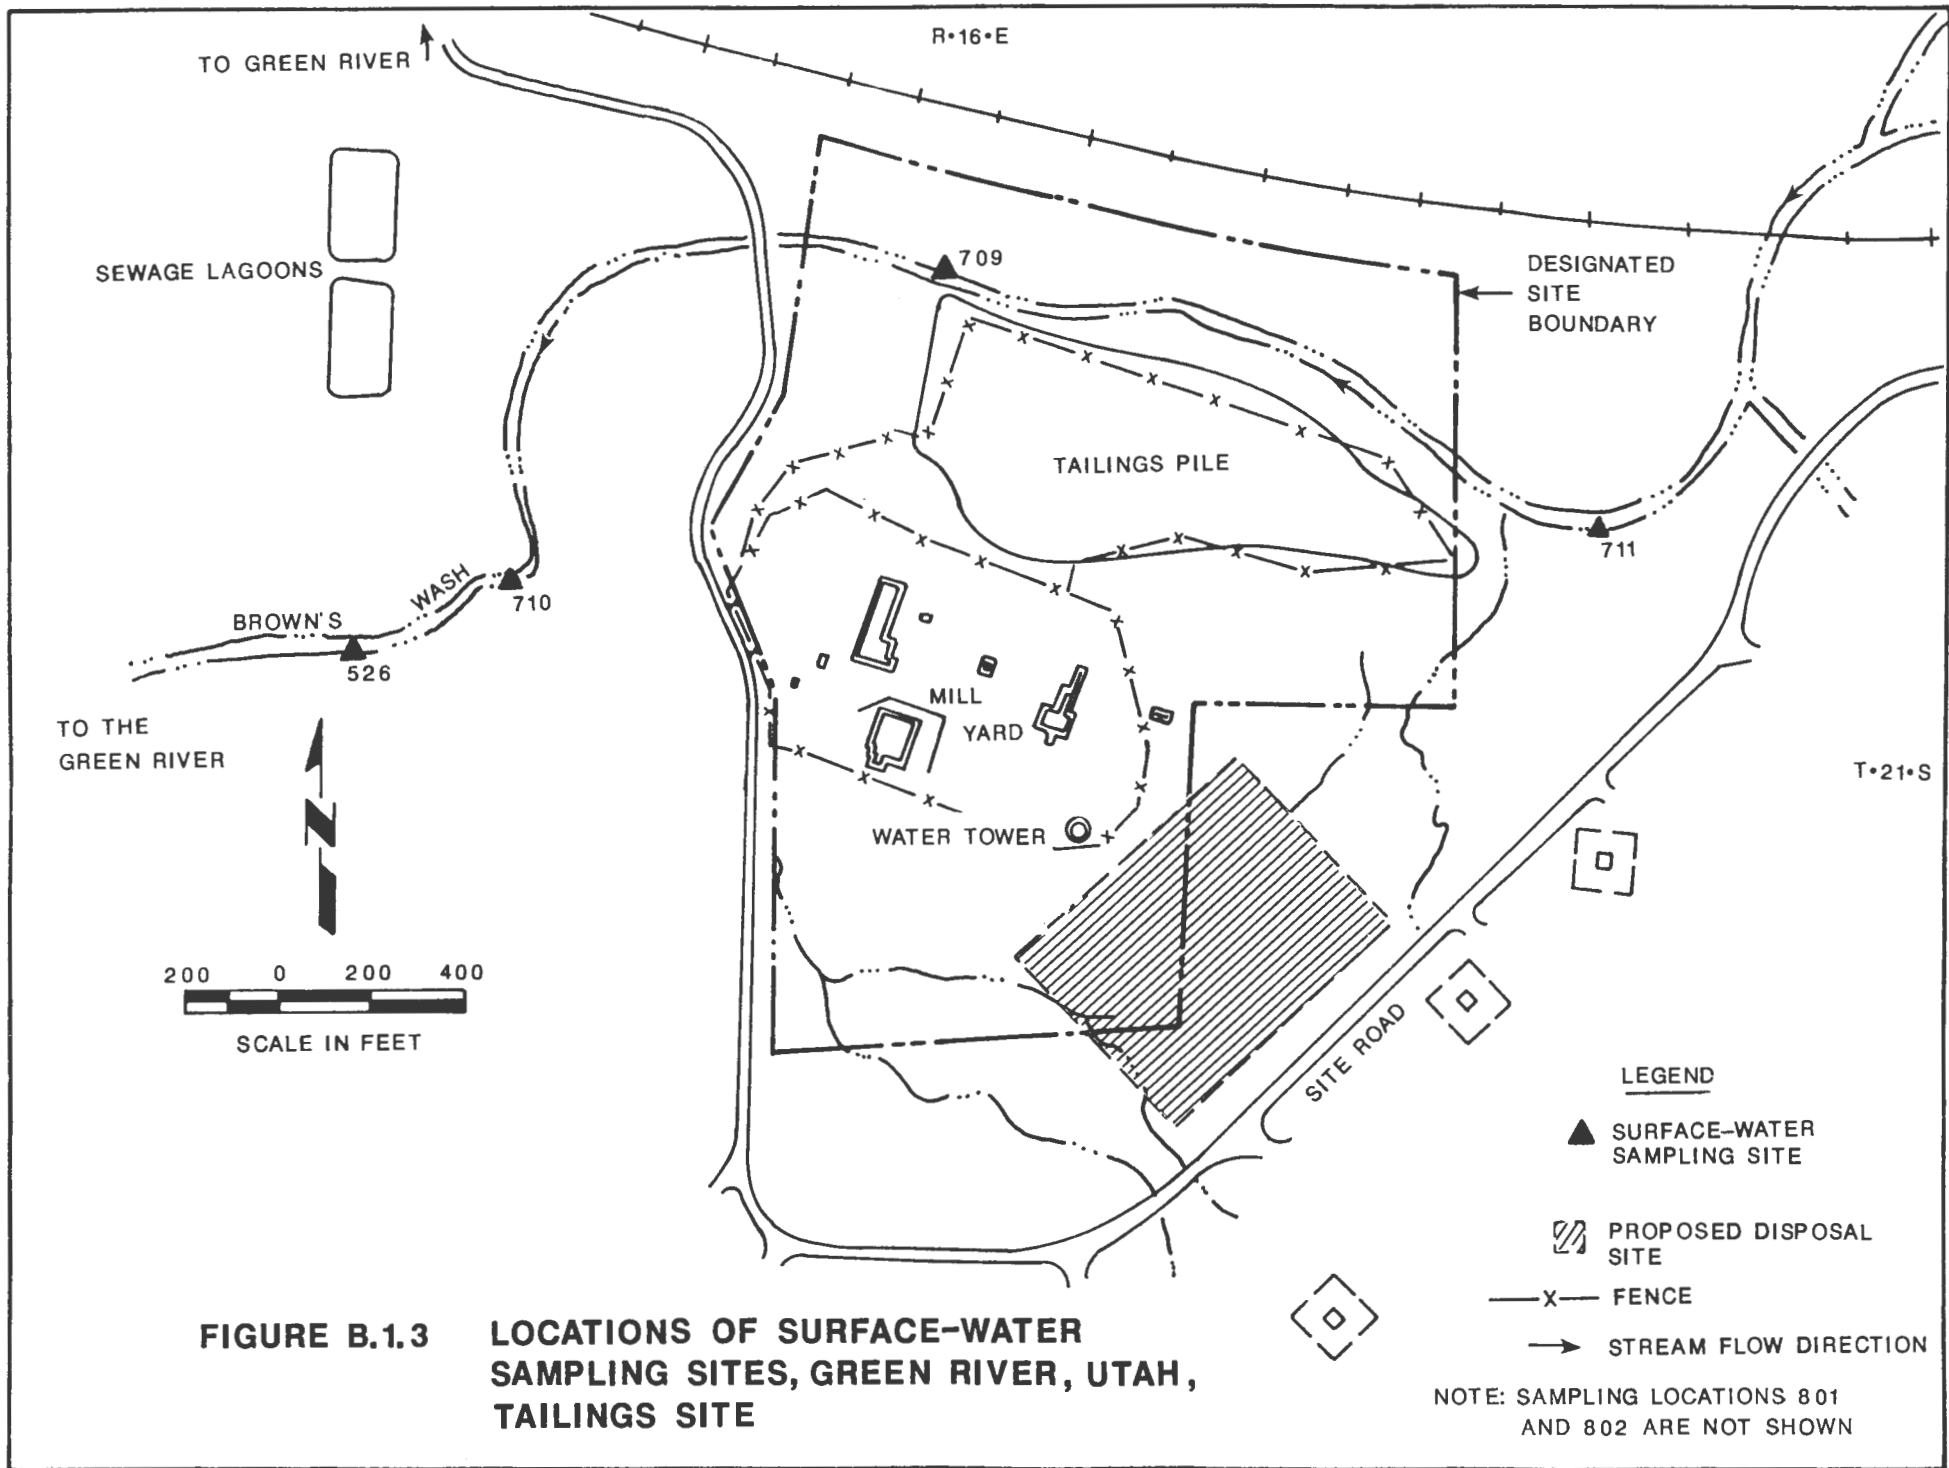 R•16•E
TO GREEN RIVER
SEWAGE LAGOONS
709
DESIGNATED
SITE
BOUNDARY
TAILINGS PILE
711
710
BROWN'S WASH
526
MILL
YARD
TO THE
GREEN RIVER
T•21•S
WATER TOWER
N
200 0 200 400
SCALE IN FEET
SITE ROAD
LEGEND
SURFACE-WATER
SAMPLING SITE
PROPOSED DISPOSAL
SITE
X FENCE
STREAM FLOW DIRECTION
NOTE: SAMPLING LOCATIONS 801
AND 802 ARE NOT SHOWN
FIGURE B.1.3 LOCATIONS OF SURFACE-WATER
SAMPLING SITES, GREEN RIVER, UTAH,
TAILINGS SITE